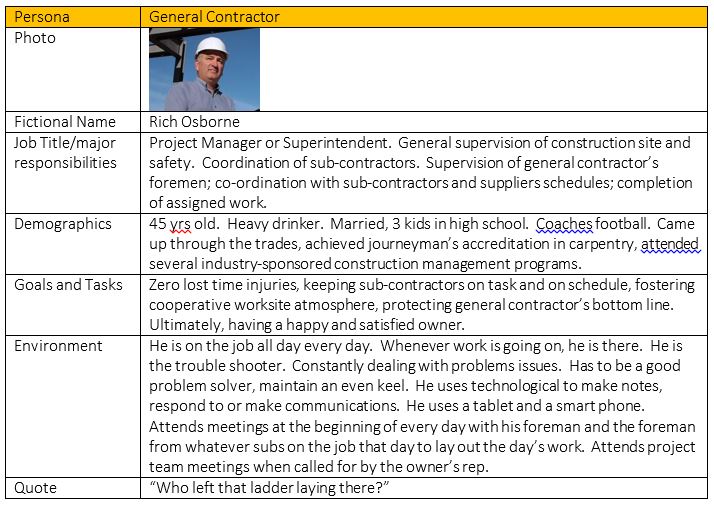 Persona General Contractor
Photo
Fictional Name Rich Osborne
Job Title/major responsibilities Project Manager or Superintendent. General supervision of construction site and
safety. Coordination of sub-contractors. Supervision of general contractor's
foremen; co-ordination with sub-contractors and suppliers schedules; completion
of assigned work.
Demographics 45 yrs old. Heavy drinker. Married, 3 kids in high school. Coaches football. Came
up through the trades, achieved journeyman's accreditation in carpentry, attended
several industry-sponsored construction management programs.
Goals and Tasks Zero lost time injuries, keeping sub-contractors on task and on schedule, fostering
cooperative worksite atmosphere, protecting general contractor's bottom line.
Ultimately, having a happy and satisfied owner.
Environment He is on the job all day every day. Whenever work is going on, he is there. He is
the trouble shooter. Constantly dealing with problems issues. Has to be a good
problem solver, maintain an even keel. He uses technological to make notes,
respond to or make communications. He uses a tablet and a smart phone.
Attends meetings at the beginning of every day with his foreman and the foreman
from whatever subs on the job that day to lay out the day's work. Attends project
team meetings when called for by the owner's rep.
Quote "Who left that ladder laying there?"